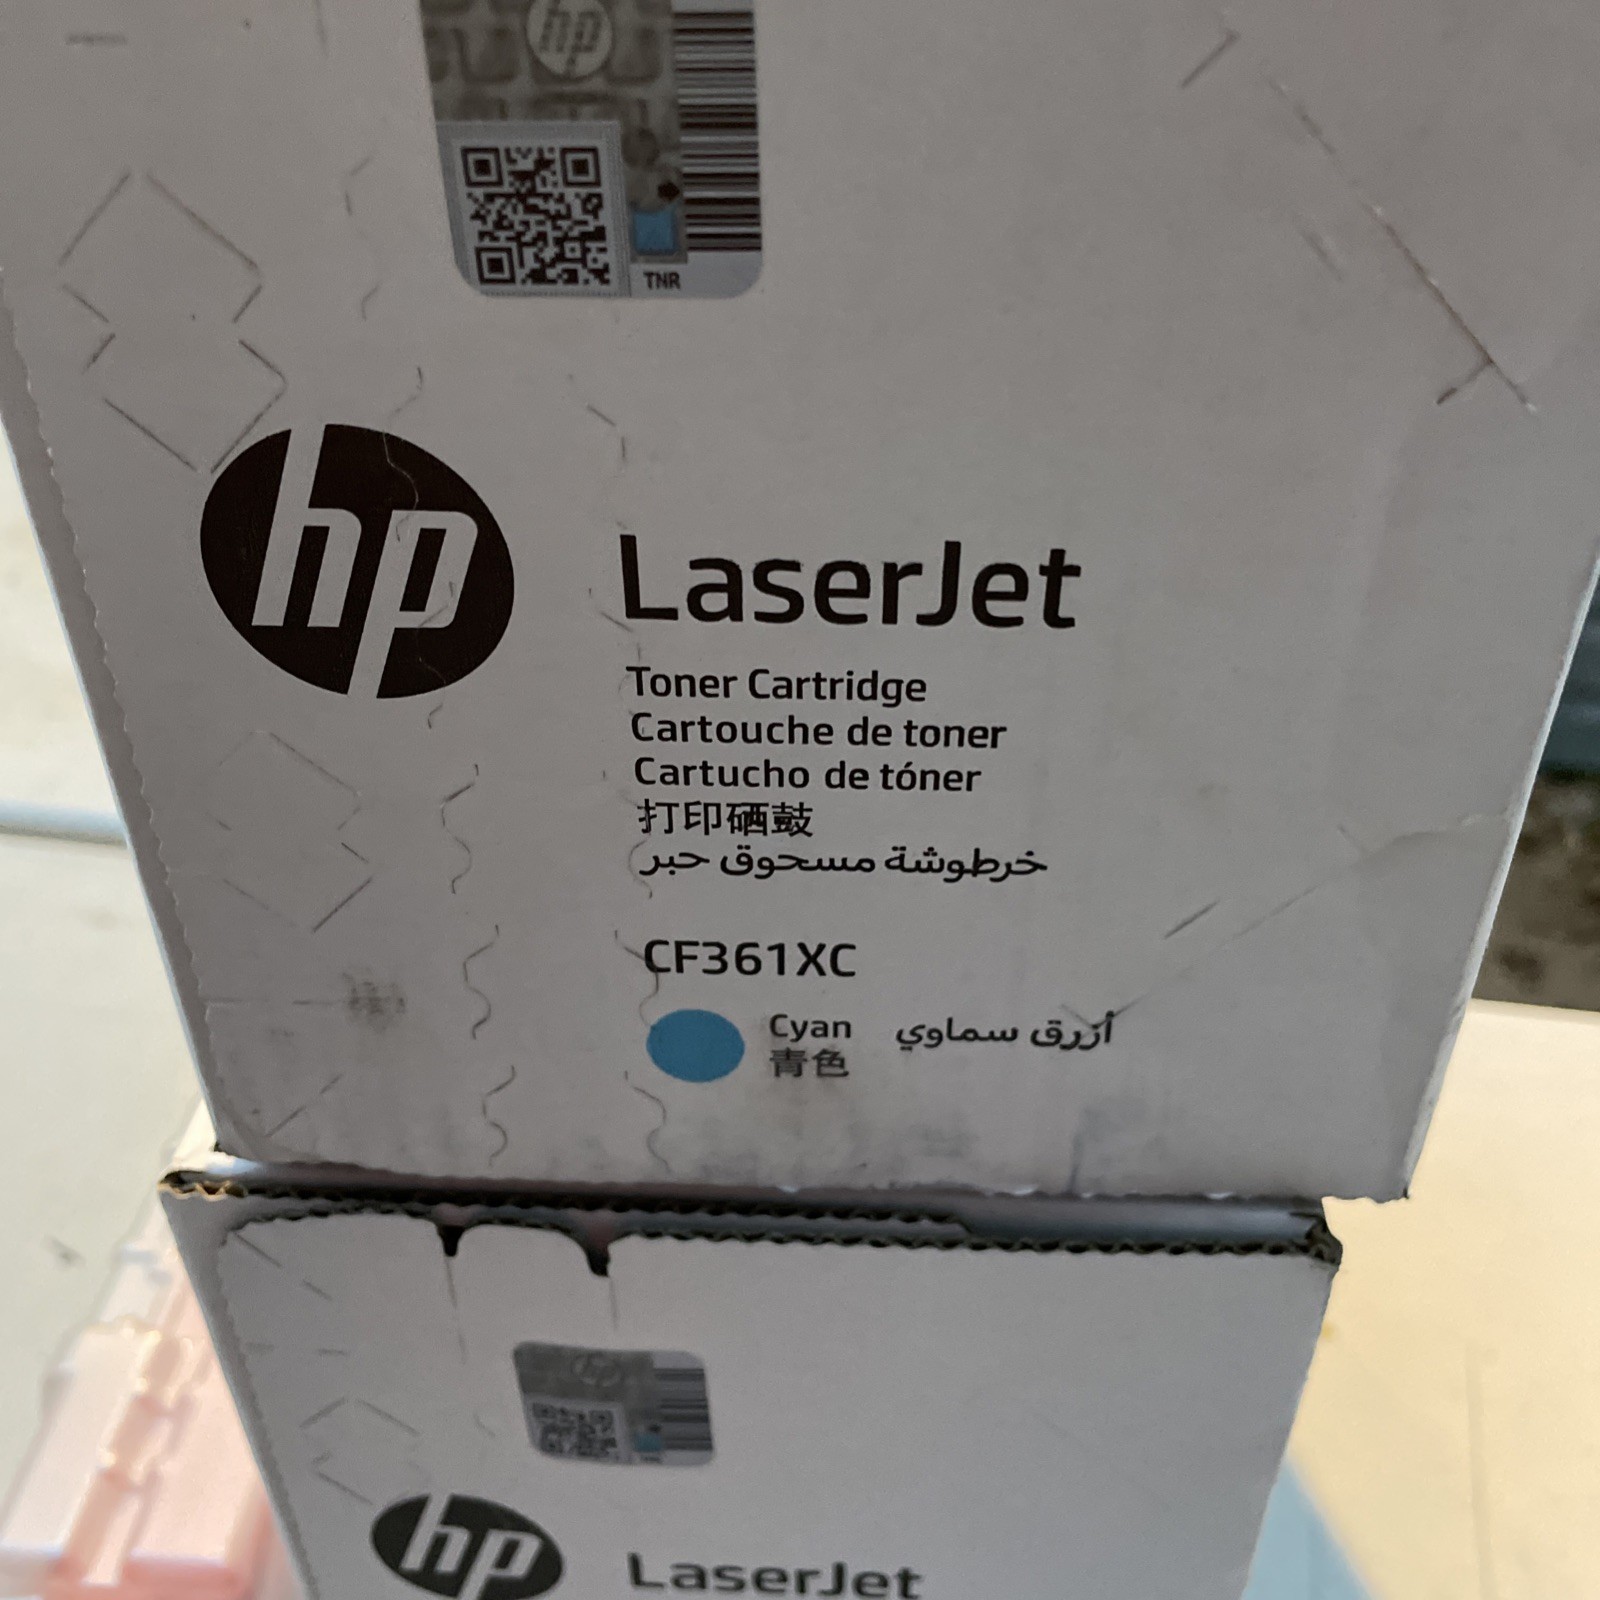 hp
TNR
hp
LaserJet
Toner Cartridge
Cartouche de toner
Cartucho de tóner
打印硒鼓
خرطوشة مسحوق حبر
CF361XC
Cyan أزرق سماوي
青色
hp
hp
LaserJet